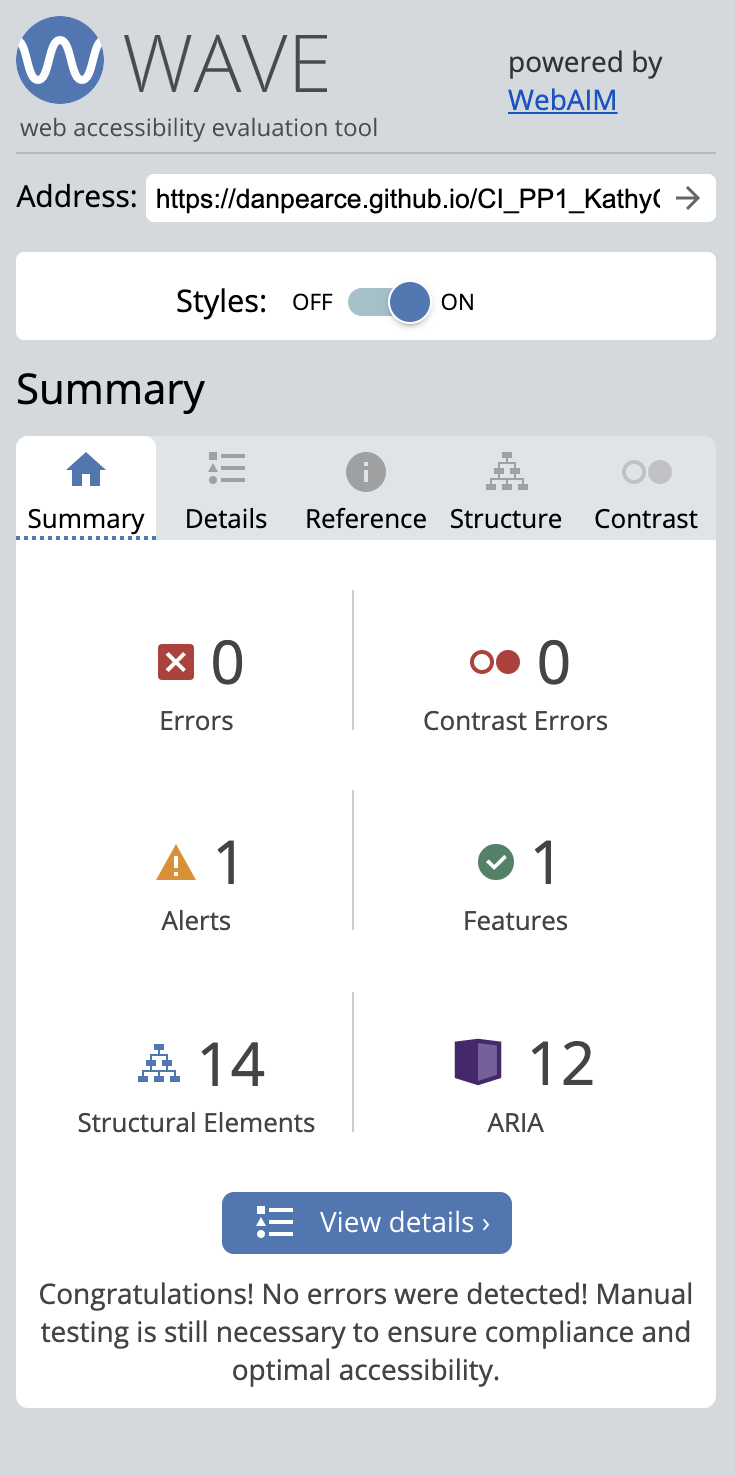 WAVE
powered by
WebAIM
web accessibility evaluation tool
Address: https://danpearce.github.io/CI_PP1_Kathy
Styles: OFF ON
Summary
Summary Details Reference Structure Contrast
0 0
Errors Contrast Errors
1 1
Alerts Features
14 12
Structural Elements ARIA
View details ›
Congratulations! No errors were detected! Manual
testing is still necessary to ensure compliance and
optimal accessibility.